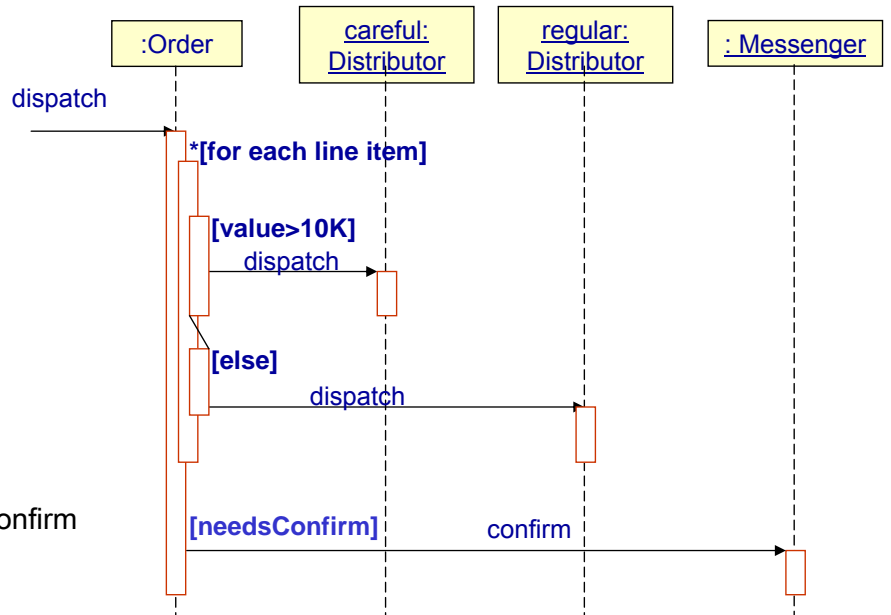 :Order
careful:
Distributor
regular:
Distributor
: Messenger
dispatch
*[for each line item]
[value>10K]
dispatch
[else]
dispatch
onfirm
[needsConfirm]
confirm